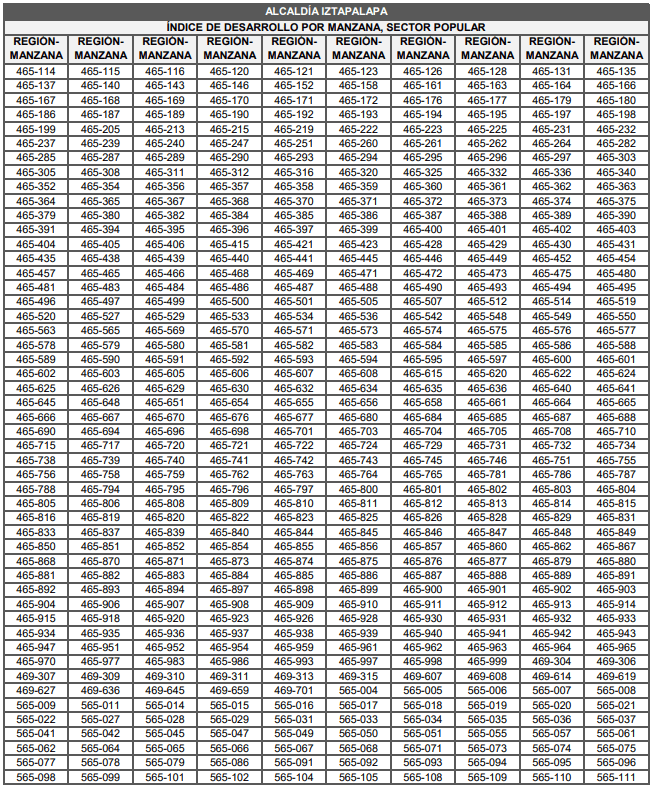 ALCALDÍA IZTAPALAPA
ÍNDICE DE DESARROLLO POR MANZANA, SECTOR POPULAR
REGIÓN- REGIÓN- REGIÓN- REGIÓN- REGIÓN- REGIÓN- REGIÓN- REGIÓN- REGIÓN- REGIÓN-
MANZANA MANZANA MANZANA MANZANA MANZANA MANZANA MANZANA MANZANA MANZANA MANZANA
465-114 465-115 465-116 465-120 465-121 465-123 465-126 465-128 465-131 465-135
465-137 465-140 465-143 465-146 465-152 465-158 465-161 465-163 465-164 465-166
465-167 465-168 465-169 465-170 465-171 465-172 465-176 465-177 465-179 465-180
465-186 465-187 465-189 465-190 465-192 465-193 465-194 465-195 465-197 465-198
465-199 465-205 465-213 465-215 465-219 465-222 465-223 465-225 465-231 465-232
465-237 465-239 465-240 465-247 465-251 465-260 465-261 465-262 465-264 465-282
465-285 465-287 465-289 465-290 465-293 465-294 465-295 465-296 465-297 465-303
465-305 465-308 465-311 465-312 465-316 465-320 465-325 465-332 465-336 465-340
465-352 465-354 465-356 465-357 465-358 465-359 465-360 465-361 465-362 465-363
465-364 465-365 465-367 465-368 465-370 465-371 465-372 465-373 465-374 465-375
465-379 465-380 465-382 465-384 465-385 465-386 465-387 465-388 465-389 465-390
465-391 465-394 465-395 465-396 465-397 465-399 465-400 465-401 465-402 465-403
465-404 465-405 465-406 465-415 465-421 465-423 465-428 465-429 465-430 465-431
465-435 465-438 465-439 465-440 465-441 465-445 465-446 465-449 465-452 465-454
465-457 465-465 465-466 465-468 465-469 465-471 465-472 465-473 465-475 465-480
465-481 465-483 465-484 465-486 465-487 465-488 465-490 465-493 465-494 465-495
465-496 465-497 465-499 465-500 465-501 465-505 465-507 465-512 465-514 465-519
465-520 465-527 465-529 465-533 465-534 465-536 465-542 465-548 465-549 465-550
465-563 465-565 465-569 465-570 465-571 465-573 465-574 465-575 465-576 465-577
465-578 465-579 465-580 465-581 465-582 465-583 465-584 465-585 465-586 465-588
465-589 465-590 465-591 465-592 465-593 465-594 465-595 465-597 465-600 465-601
465-602 465-603 465-605 465-606 465-607 465-608 465-615 465-620 465-622 465-624
465-625 465-626 465-629 465-630 465-632 465-634 465-635 465-636 465-640 465-641
465-645 465-648 465-651 465-654 465-655 465-656 465-658 465-661 465-664 465-665
465-666 465-667 465-670 465-676 465-677 465-680 465-684 465-685 465-687 465-688
465-690 465-694 465-696 465-698 465-701 465-703 465-704 465-705 465-708 465-710
465-715 465-717 465-720 465-721 465-722 465-724 465-729 465-731 465-732 465-734
465-738 465-739 465-740 465-741 465-742 465-743 465-745 465-746 465-751 465-755
465-756 465-758 465-759 465-762 465-763 465-764 465-765 465-781 465-786 465-787
465-788 465-794 465-795 465-796 465-797 465-800 465-801 465-802 465-803 465-804
465-805 465-806 465-808 465-809 465-810 465-811 465-812 465-813 465-814 465-815
465-816 465-819 465-820 465-822 465-823 465-825 465-826 465-828 465-829 465-831
465-833 465-837 465-839 465-840 465-844 465-845 465-846 465-847 465-848 465-849
465-850 465-851 465-852 465-854 465-855 465-856 465-857 465-860 465-862 465-867
465-868 465-870 465-871 465-873 465-874 465-875 465-876 465-877 465-879 465-880
465-881 465-882 465-883 465-884 465-885 465-886 465-887 465-888 465-889 465-891
465-892 465-893 465-894 465-897 465-898 465-899 465-900 465-901 465-902 465-903
465-904 465-906 465-907 465-908 465-909 465-910 465-911 465-912 465-913 465-914
465-915 465-918 465-920 465-923 465-926 465-928 465-930 465-931 465-932 465-933
465-934 465-935 465-936 465-937 465-938 465-939 465-940 465-941 465-942 465-943
465-947 465-951 465-952 465-954 465-959 465-961 465-962 465-963 465-964 465-965
465-970 465-977 465-983 465-986 465-993 465-997 465-998 465-999 469-304 469-306
469-307 469-309 469-310 469-311 469-313 469-315 469-607 469-608 469-614 469-619
469-627 469-636 469-645 469-659 469-701 565-004 565-005 565-006 565-007 565-008
565-009 565-011 565-014 565-015 565-016 565-017 565-018 565-019 565-020 565-021
565-022 565-027 565-028 565-029 565-031 565-033 565-034 565-035 565-036 565-037
565-041 565-042 565-045 565-047 565-049 565-050 565-051 565-055 565-057 565-061
565-062 565-064 565-065 565-066 565-067 565-068 565-071 565-073 565-074 565-075
565-077 565-078 565-079 565-086 565-091 565-092 565-093 565-094 565-095 565-096
565-098 565-099 565-101 565-102 565-104 565-105 565-108 565-109 565-110 565-111